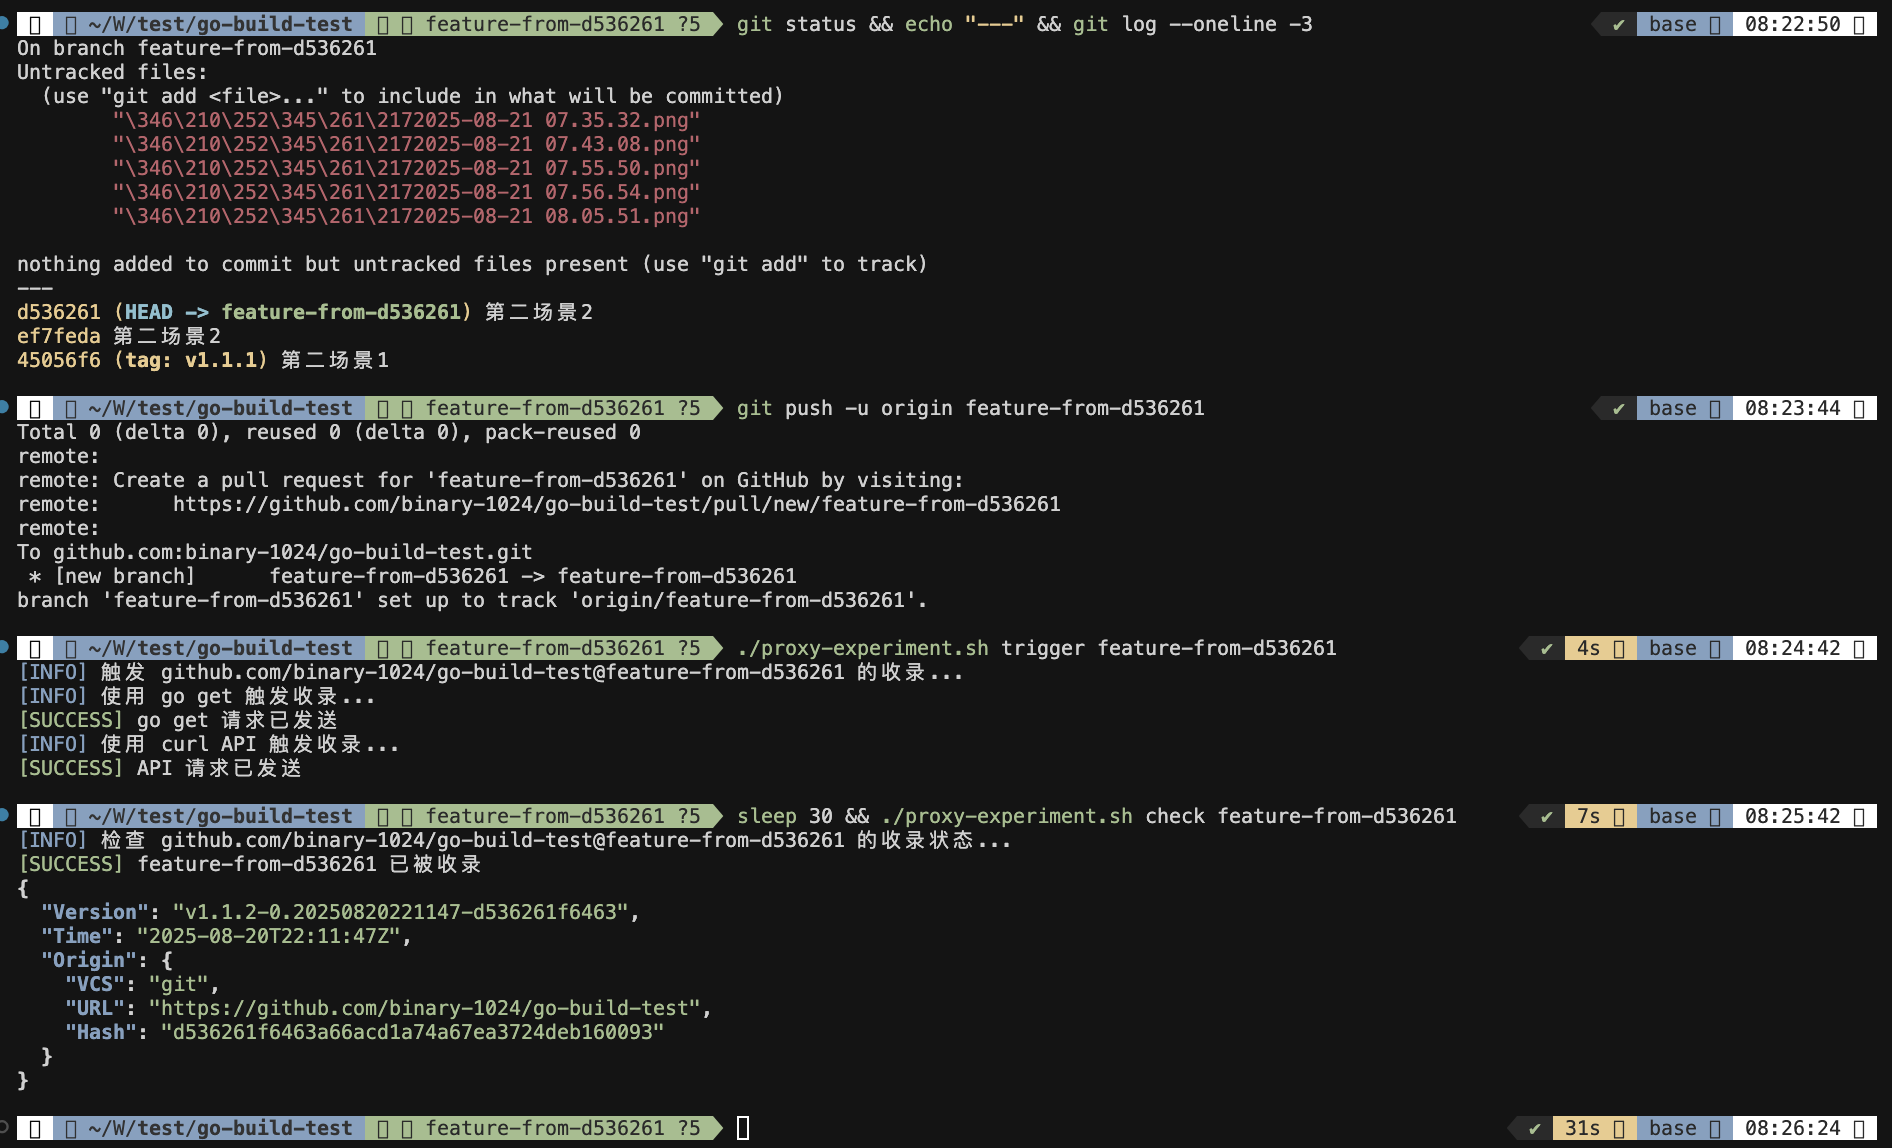 ~/W/test/go-build-test feature-from-d536261 ?5 git status && echo "---" && git log --oneline -3 ✔ base 08:22:50
On branch feature-from-d536261
Untracked files:
(use "git add <file>..." to include in what will be committed)
"\346\210\252\345\261\2172025-08-21 07.35.32.png"
"\346\210\252\345\261\2172025-08-21 07.43.08.png"
"\346\210\252\345\261\2172025-08-21 07.55.50.png"
"\346\210\252\345\261\2172025-08-21 07.56.54.png"
"\346\210\252\345\261\2172025-08-21 08.05.51.png"
nothing added to commit but untracked files present (use "git add" to track)
---
d536261 (HEAD -> feature-from-d536261) 第二场景2
ef7feda 第二场景2
45056f6 (tag: v1.1.1) 第二场景1
~/W/test/go-build-test feature-from-d536261 ?5 git push -u origin feature-from-d536261 ✔ base 08:23:44
Total 0 (delta 0), reused 0 (delta 0), pack-reused 0
remote:
remote: Create a pull request for 'feature-from-d536261' on GitHub by visiting:
remote: https://github.com/binary-1024/go-build-test/pull/new/feature-from-d536261
remote:
To github.com:binary-1024/go-build-test.git
* [new branch] feature-from-d536261 -> feature-from-d536261
branch 'feature-from-d536261' set up to track 'origin/feature-from-d536261'.
~/W/test/go-build-test feature-from-d536261 ?5 ./proxy-experiment.sh trigger feature-from-d536261 ✔ 4s base 08:24:42
[INFO] 触发 github.com/binary-1024/go-build-test@feature-from-d536261 的收录...
[INFO] 使用 go get 触发收录...
[SUCCESS] go get 请求已发送
[INFO] 使用 curl API 触发收录...
[SUCCESS] API 请求已发送
~/W/test/go-build-test feature-from-d536261 ?5 sleep 30 && ./proxy-experiment.sh check feature-from-d536261 ✔ 7s base 08:25:42
[INFO] 检查 github.com/binary-1024/go-build-test@feature-from-d536261 的收录状态...
[SUCCESS] feature-from-d536261 已被收录
{
"Version": "v1.1.2-0.20250820221147-d536261f6463",
"Time": "2025-08-20T22:11:47Z",
"Origin": {
"VCS": "git",
"URL": "https://github.com/binary-1024/go-build-test",
"Hash": "d536261f6463a66acd1a74a67ea3724deb160093"
}
}
~/W/test/go-build-test feature-from-d536261 ?5 ✔ 31s base 08:26:24